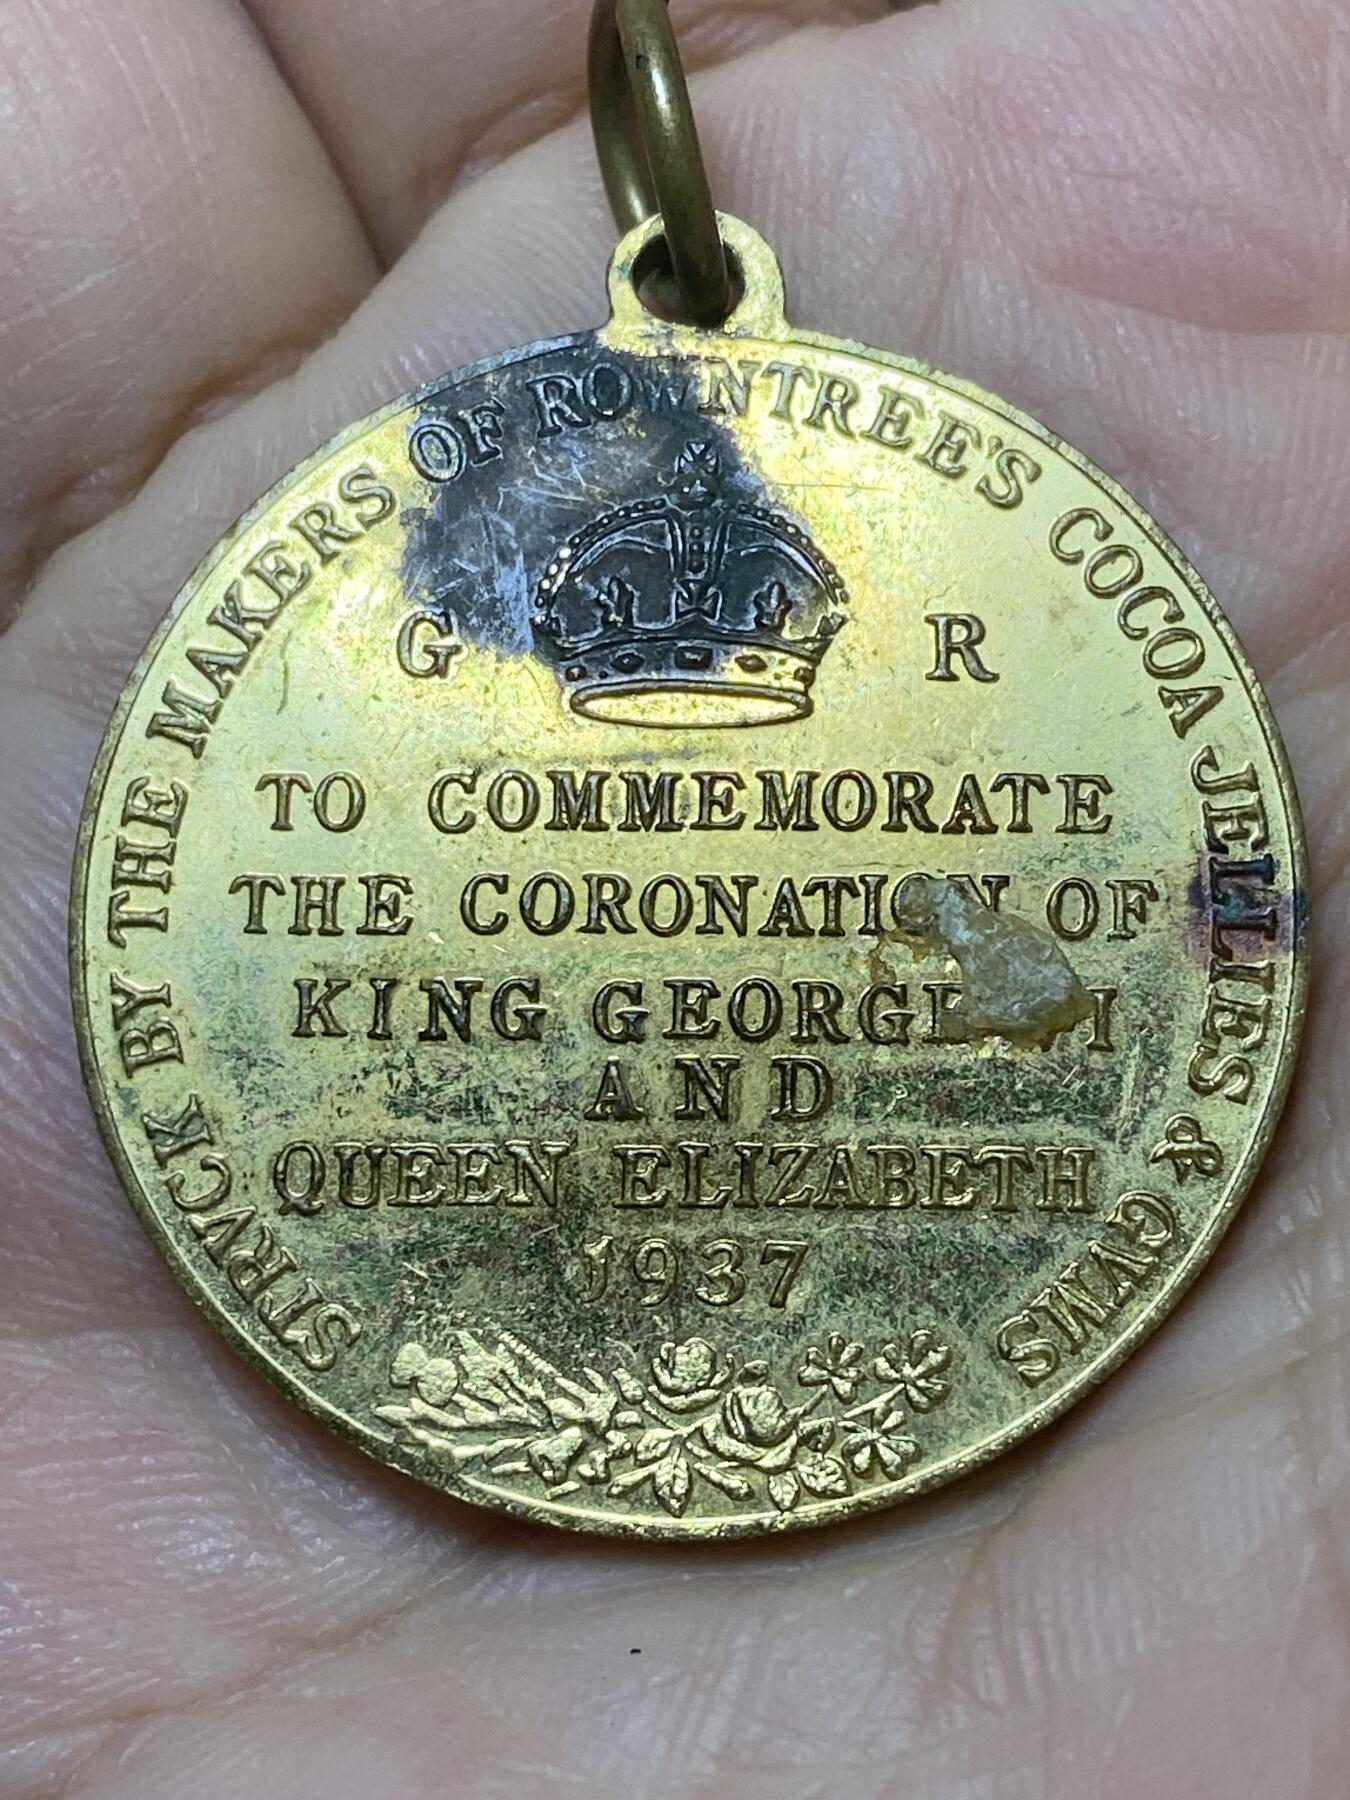 STRVCK BY THE MAKERS OF ROWNTREE'S COCOA JELLIES & GVMS
G R
TO COMMEMORATE
THE CORONATION OF
KING GEORGE I
AND
QUEEN ELIZABETH
1937